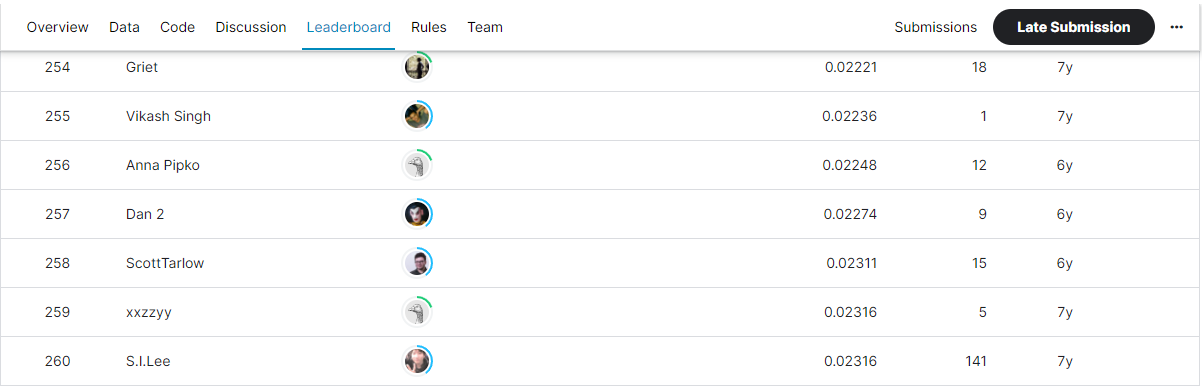 Overview Data Code Discussion Leaderboard Rules Team Submissions Late Submission ···
254 Griet 0.02221 18 7y
255 Vikash Singh 0.02236 1 7y
256 Anna Pipko 0.02248 12 6y
257 Dan 2 0.02274 9 6y
258 ScottTarlow 0.02311 15 6y
259 xxzzyy 0.02316 5 7y
260 S.I.Lee 0.02316 141 7y